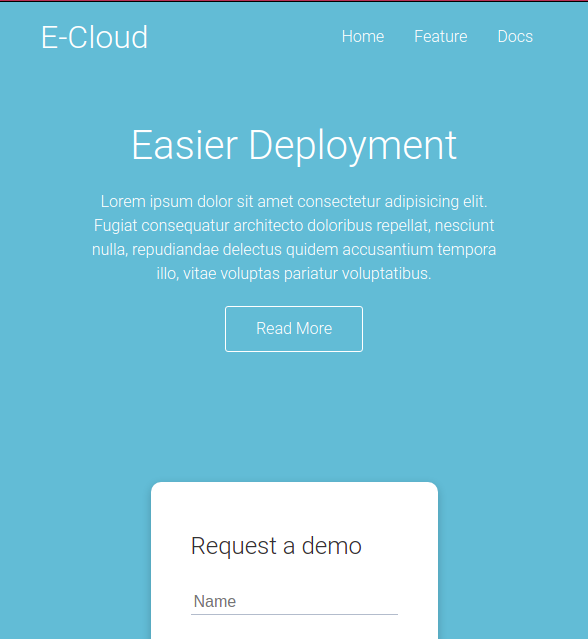 E-Cloud
Home Feature Docs
Easier Deployment
Lorem ipsum dolor sit amet consectetur adipisicing elit.
Fugiat consequatur architecto doloribus repellat, nesciunt
nulla, repudiandae delectus quidem accusantium tempora
illo, vitae voluptas pariatur voluptatibus.
Read More
Request a demo
Name